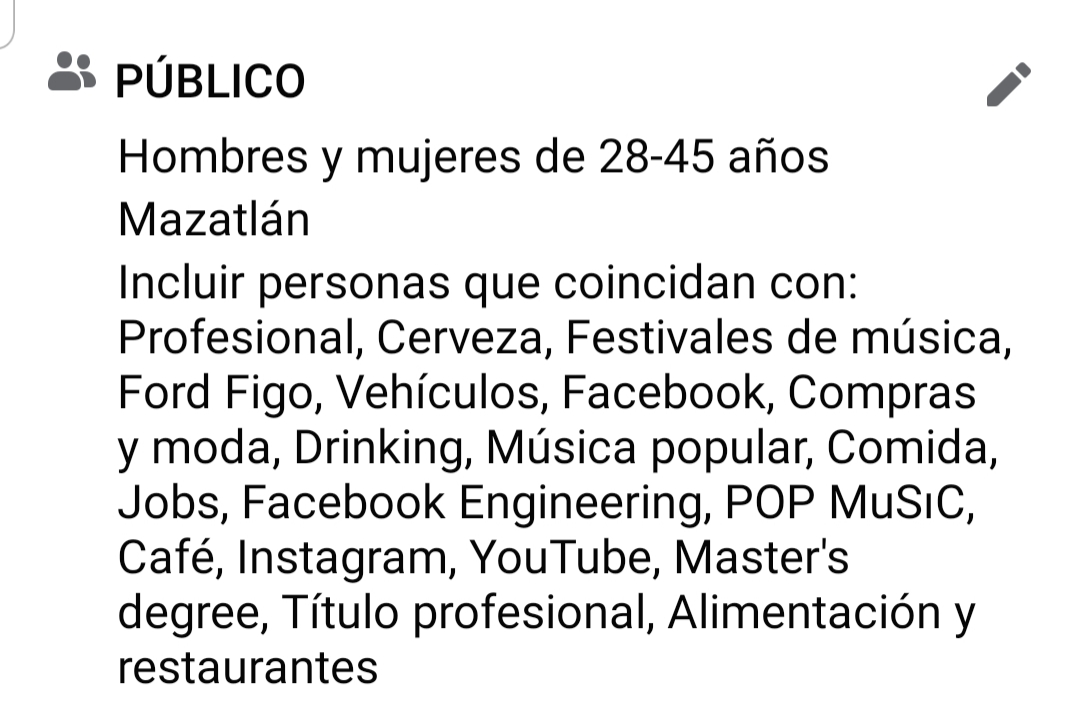 PÚBLICO
Hombres y mujeres de 28-45 años
Mazatlán
Incluir personas que coincidan con:
Profesional, Cerveza, Festivales de música,
Ford Figo, Vehículos, Facebook, Compras
y moda, Drinking, Música popular, Comida,
Jobs, Facebook Engineering, POP MuSıC,
Café, Instagram, YouTube, Master's
degree, Título profesional, Alimentación y
restaurantes